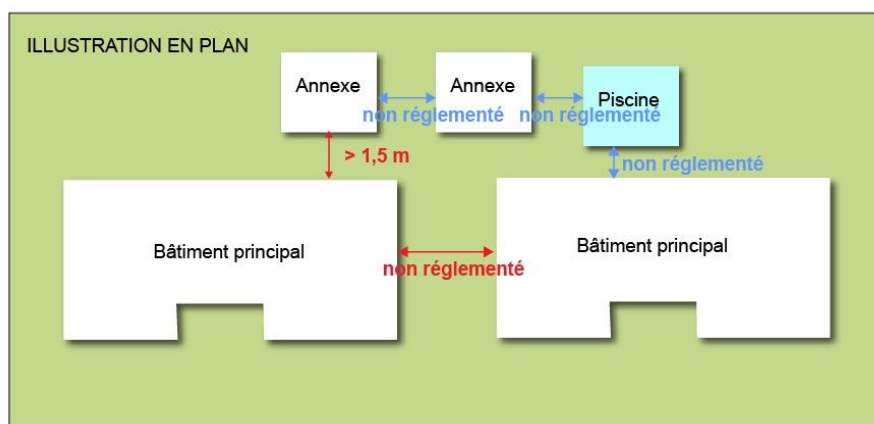 ILLUSTRATION EN PLAN
Annexe
Annexe
Piscine
non réglementé
non réglementé
> 1,5 m
non réglementé
Bâtiment principal
Bâtiment principal
non réglementé